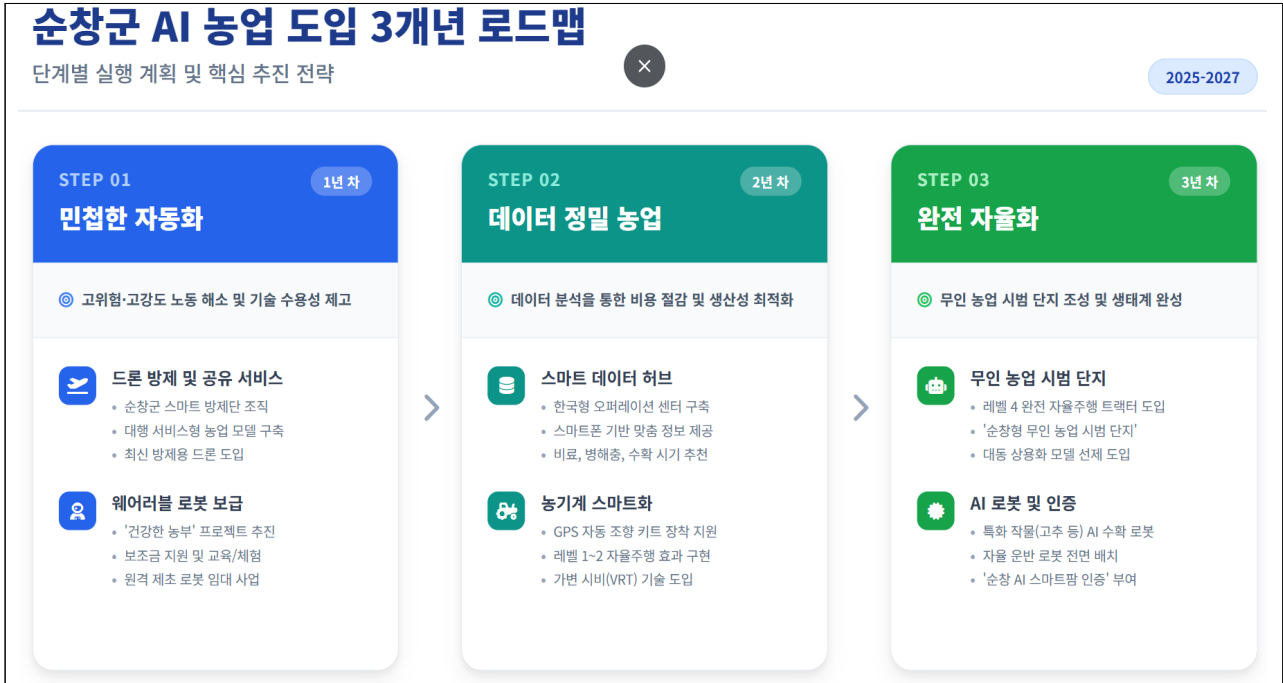 순창군 AI 농업 도입 3개년 로드맵
단계별 실행 계획 및 핵심 추진 전략
2025-2027
STEP 01
1년 차
민첩한 자동화
고위험·고강도 노동 해소 및 기술 수용성 제고
드론 방제 및 공유 서비스
• 순창군 스마트 방제단 조직
• 대행 서비스형 농업 모델 구축
• 최신 방제용 드론 도입
웨어러블 로봇 보급
• '건강한 농부' 프로젝트 추진
• 보조금 지원 및 교육/체험
• 원격 제초 로봇 임대 사업
STEP 02
2년 차
데이터 정밀 농업
데이터 분석을 통한 비용 절감 및 생산성 최적화
스마트 데이터 허브
• 한국형 오퍼레이션 센터 구축
• 스마트폰 기반 맞춤 정보 제공
• 비료, 병해충, 수확 시기 추천
농기계 스마트화
• GPS 자동 조향 키트 장착 지원
• 레벨 1~2 자율주행 효과 구현
• 가변 시비(VRT) 기술 도입
STEP 03
3년 차
완전 자율화
무인 농업 시범 단지 조성 및 생태계 완성
무인 농업 시범 단지
• 레벨 4 완전 자율주행 트랙터 도입
• '순창형 무인 농업 시범 단지'
• 대동 상용화 모델 선제 도입
AI 로봇 및 인증
• 특화 작물(고추 등) AI 수확 로봇
• 자율 운반 로봇 전면 배치
• '순창 AI 스마트팜 인증' 부여